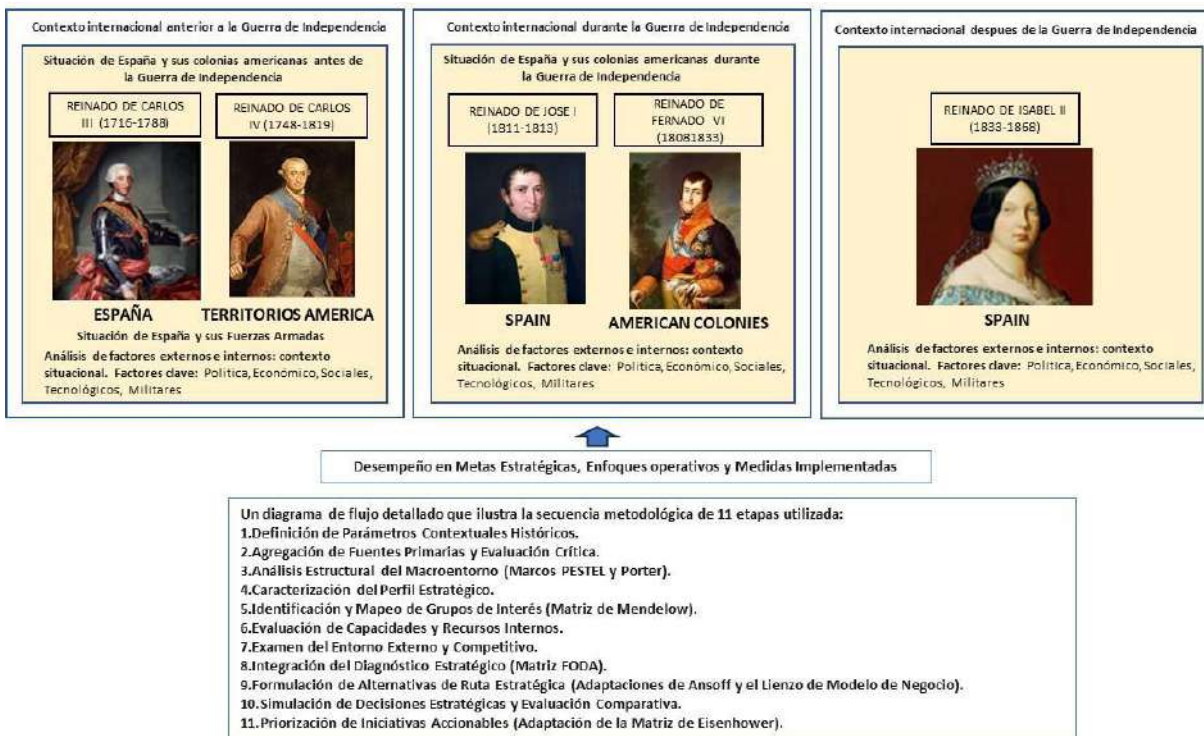 Contexto internacional anterior a la Guerra de Independencia
Situación de España y sus colonias americanas antes de
la Guerra de Independencia
REINADO DE CARLOS
III (1716-1788)
REINADO DE CARLOS
IV (1748-1819)
ESPAÑA
TERRITORIOS AMERICA
Situación de España y sus Fuerzas Armadas
Análisis de factores externos e internos: contexto
situacional. Factores clave: Política, Económico, Sociales,
Tecnológicos, Militares
Contexto internacional durante la Guerra de Independencia
Situación de España y sus colonias americanas durante
la Guerra de Independencia
REINADO DE JOSE I
(1811-1813)
REINADO DE
FERNADO VI
(18081833)
SPAIN
AMERICAN COLONIES
Análisis de factores externos e internos: contexto
situacional. Factores clave: Política, Económico, Sociales,
Tecnológicos, Militares
Contexto internacional despues de la Guerra de Independencia
REINADO DE ISABEL II
(1833-1868)
SPAIN
Análisis de factores externos e internos: contexto
situacional. Factores clave: Política, Económico, Sociales,
Tecnológicos, Militares
Desempeño en Metas Estratégicas, Enfoques operativos y Medidas Implementadas
Un diagrama de flujo detallado que ilustra la secuencia metodológica de 11 etapas utilizada:
1.Definición de Parámetros Contextuales Históricos.
2.Agregación de Fuentes Primarias y Evaluación Crítica.
3.Análisis Estructural del Macroentorno (Marcos PESTEL y Porter).
4.Caracterización del Perfil Estratégico.
5.Identificación y Mapeo de Grupos de Interés (Matriz de Mendelow).
6.Evaluación de Capacidades y Recursos Internos.
7.Examen del Entorno Externo y Competitivo.
8.Integración del Diagnóstico Estratégico (Matriz FODA).
9.Formulación de Alternativas de Ruta Estratégica (Adaptaciones de Ansoff y el Lienzo de Modelo de Negocio).
10.Simulación de Decisiones Estratégicas y Evaluación Comparativa.
11.Priorización de Iniciativas Accionables (Adaptación de la Matriz de Eisenhower).